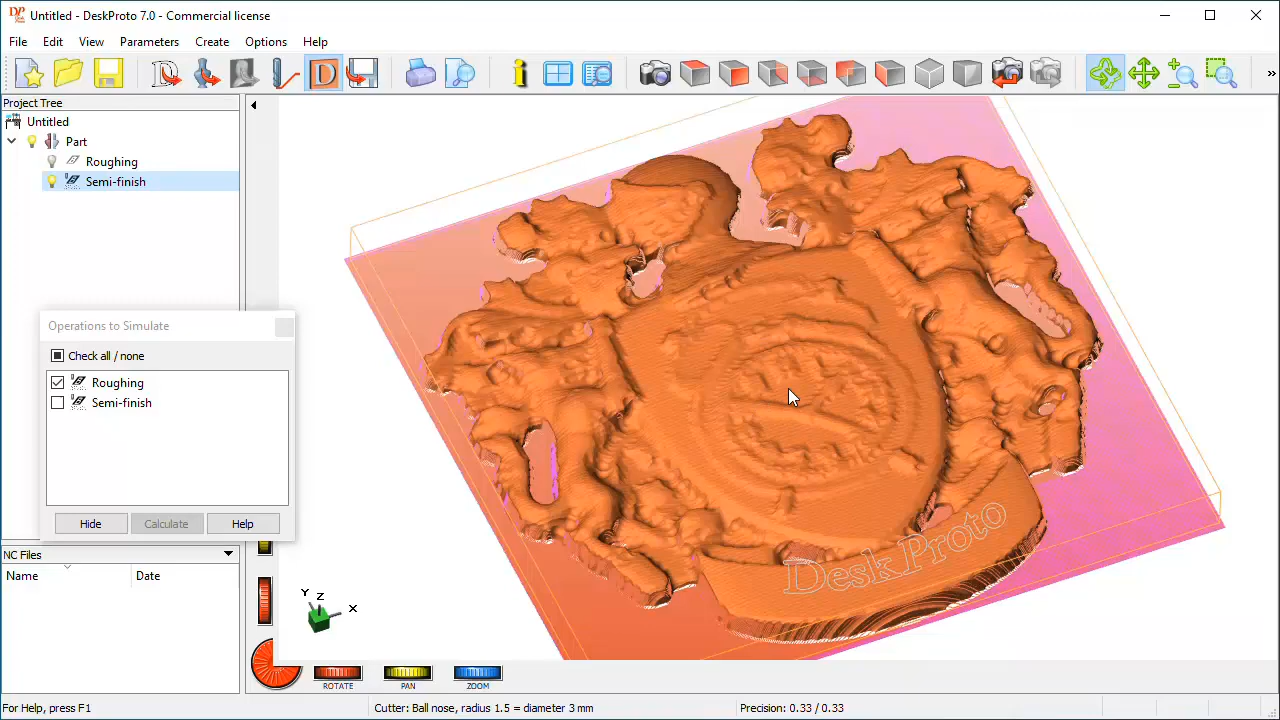 Untitled - DeskProto 7.0 - Commercial license
File Edit View Parameters Create Options Help
Project Tree
Untitled
Part
Roughing
Semi-finish
Operations to Simulate
Check all / none
Roughing
Semi-finish
Hide Calculate Help
NC Files
Name Date
Y Z X
DeskProto
ROTATE PAN ZOOM
For Help, press F1 Cutter: Ball nose, radius 1.5 = diameter 3 mm Precision: 0.33 / 0.33